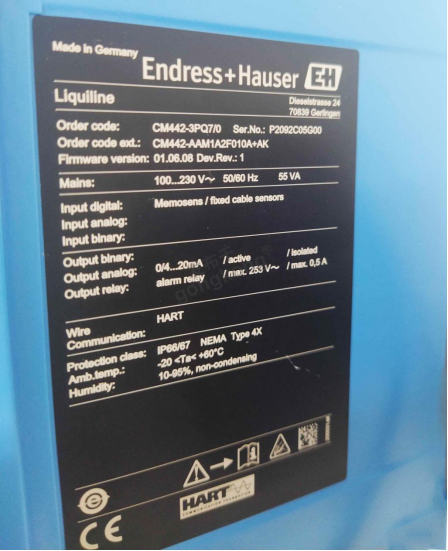 Made in Germany
Endress+Hauser EH
Liquiline
Dieselstrasse 24
70839 Gerlingen
Order code: CM442-3PQ7/0 Ser.No.: P2092C05G00
Order code ext.: CM442-AAM1A2F010A+AK
Firmware version: 01.06.08 Dev.Rev.: 1
Mains: 100...230 V~ 50/60 Hz 55 VA
Input digital: Memosens / fixed cable sensors
Input analog:
Input binary:
Output binary:
Output analog: 0/4...20mA / active / isolated
Output relay: alarm relay / max. 253 V~ / max. 0,5 A
Wire
Communication: HART
Protection class: IP66/67 NEMA Type 4X
Amb.temp.: -20 <Ta< +60°C
Humidity: 10-95%, non-condensing
HART
COMMUNICATION FOUNDATION
CE